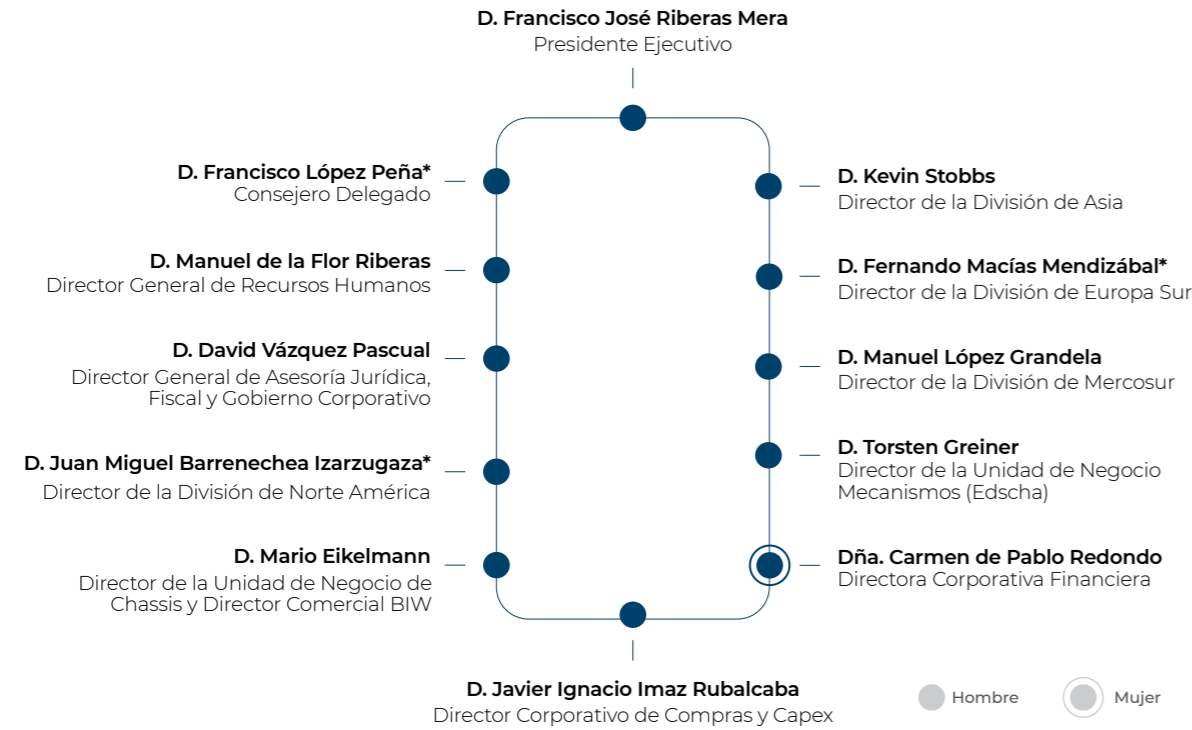 D. Francisco José Riberas Mera
Presidente Ejecutivo
D. Francisco López Peña*
Consejero Delegado
D. Manuel de la Flor Riberas
Director General de Recursos Humanos
D. David Vázquez Pascual
Director General de Asesoría Jurídica,
Fiscal y Gobierno Corporativo
D. Juan Miguel Barrenechea Izarzugaza*
Director de la División de Norte América
D. Mario Eikelmann
Director de la Unidad de Negocio de
Chassis y Director Comercial BIW
D. Kevin Stobbs
Director de la División de Asia
D. Fernando Macías Mendizábal*
Director de la División de Europa Sur
D. Manuel López Grandela
Director de la División de Mercosur
D. Torsten Greiner
Director de la Unidad de Negocio
Mecanismos (Edscha)
Dña. Carmen de Pablo Redondo
Directora Corporativa Financiera
D. Javier Ignacio Imaz Rubalcaba
Director Corporativo de Compras y Capex
Hombre
Mujer